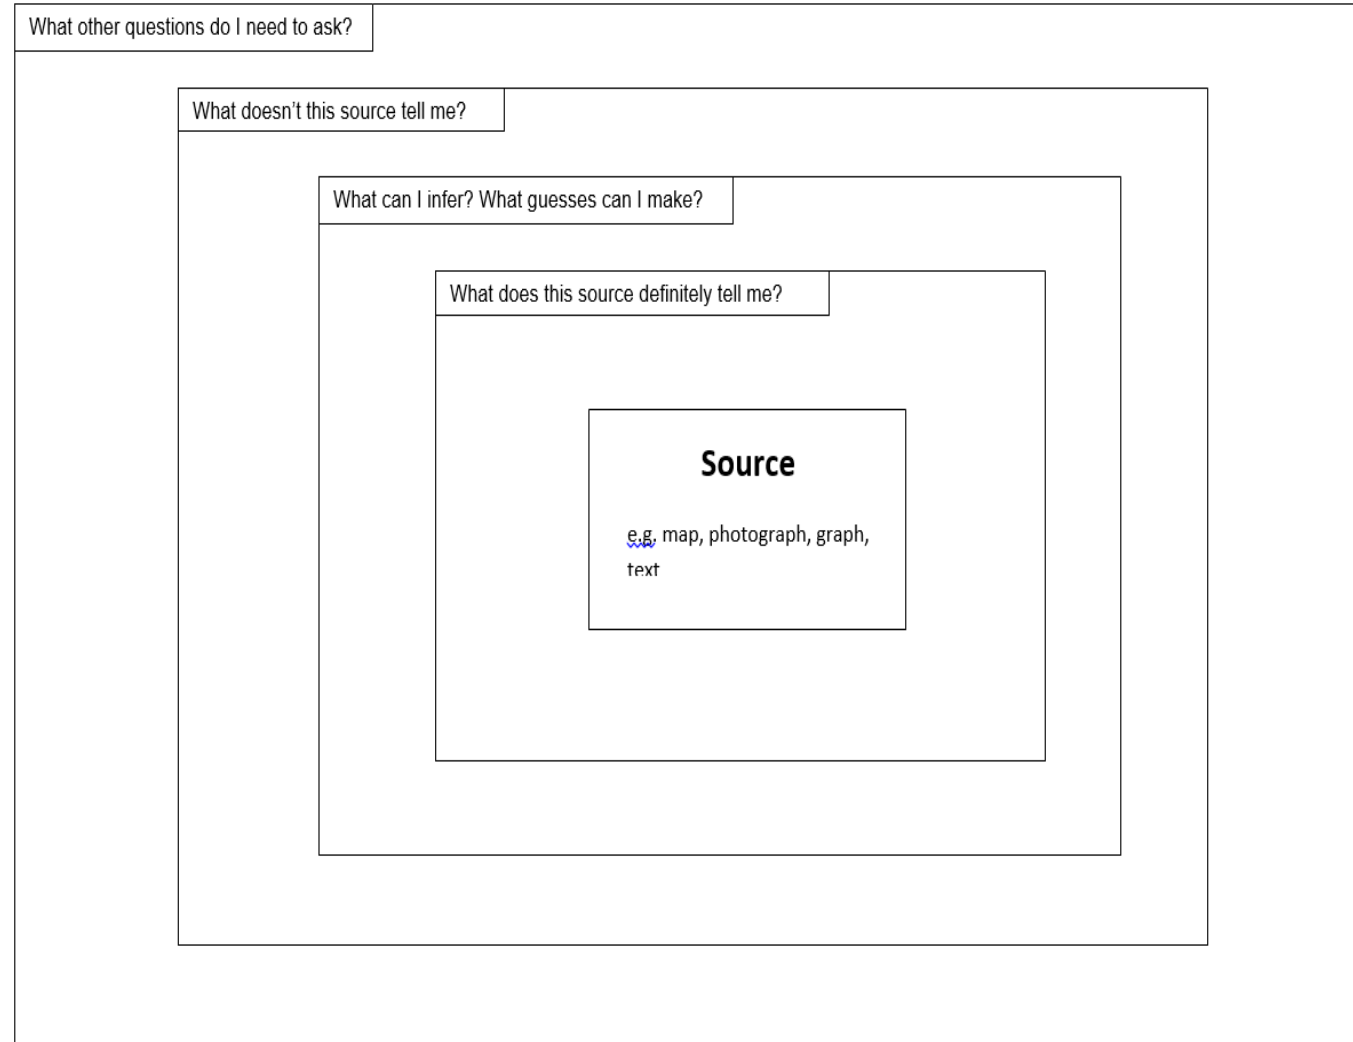 What other questions do I need to ask?
What doesn’t this source tell me?
What can I infer? What guesses can I make?
What does this source definitely tell me?
Source
e.g. map, photograph, graph,
text